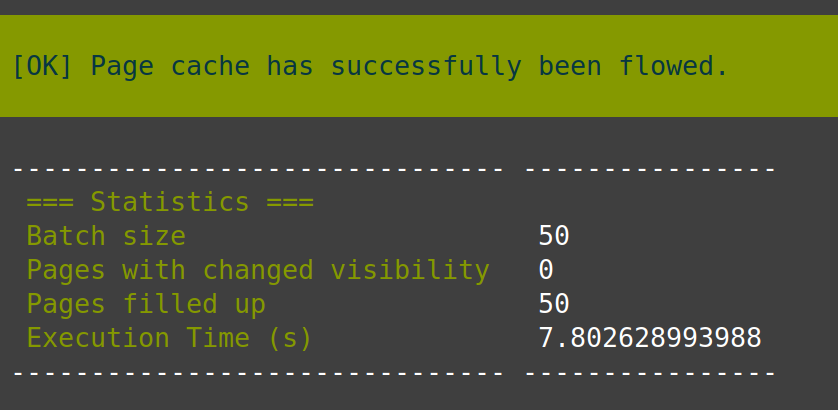 [OK] Page cache has successfully been flowed.
------------------------------- ----------------
=== Statistics ===
Batch size 50
Pages with changed visibility 0
Pages filled up 50
Execution Time (s) 7.802628993988
------------------------------- ----------------